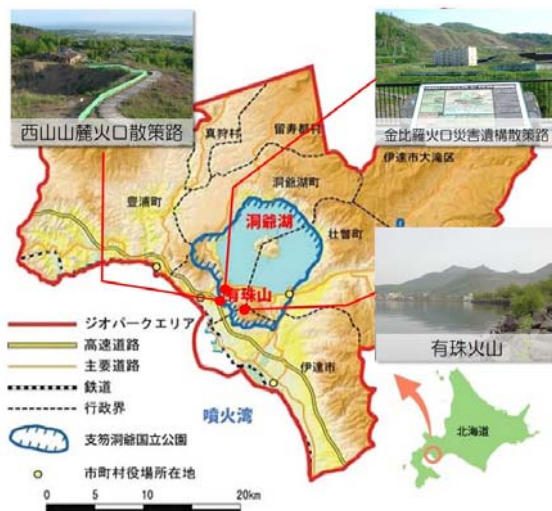 西山山麓火口散策路
金比羅火口災害遺構散策路
真狩村
留寿都村
伊達市大滝区
洞爺湖町
豊浦町
洞爺湖
壮瞥町
有珠山
有珠火山
ジオパークエリア
高速道路
主要道路
鉄道
行政界
支笏洞爺国立公園
市町村役場所在地
伊達市
噴火湾
北海道
0 5 10 20km